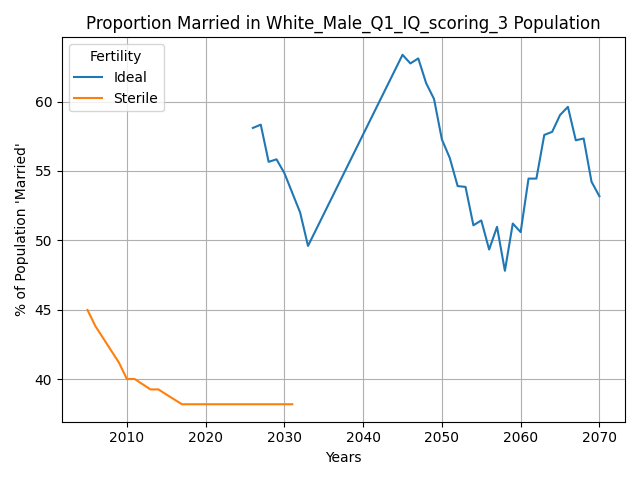 Proportion Married in White_Male_Q1_IQ_scoring_3 Population
Fertility
Ideal
Sterile
% of Population 'Married'
60
55
50
45
40
2010 2020 2030 2040 2050 2060 2070
Years